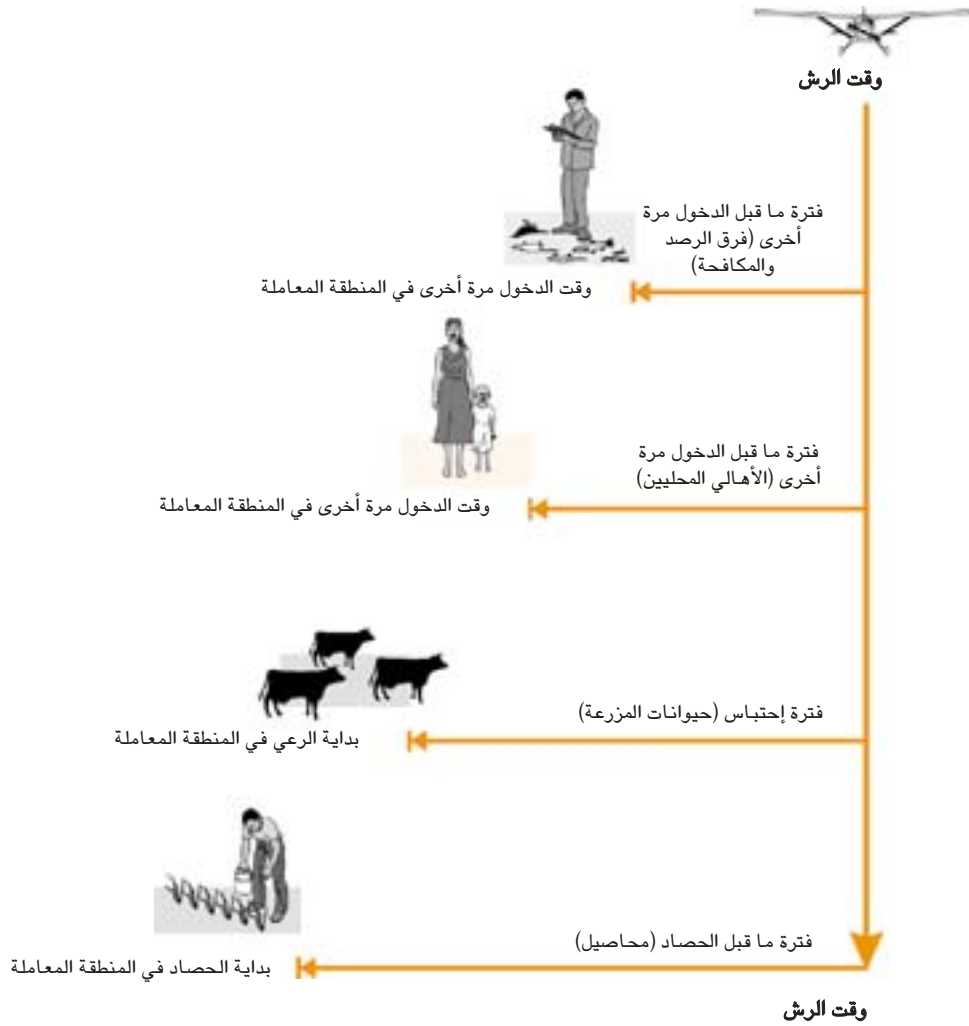 وقت الرش
فترة ما قبل الدخول مرة
أخرى (فرق الرصد
والمكافحة)
وقت الدخول مرة أخرى في المنطقة المعاملة
فترة ما قبل الدخول مرة
أخرى (الأهالي المحليين)
وقت الدخول مرة أخرى في المنطقة المعاملة
فترة إحتباس (حيوانات المزرعة)
بداية الرعي في المنطقة المعاملة
فترة ما قبل الحصاد (محاصيل)
بداية الحصاد في المنطقة المعاملة
وقت الرش